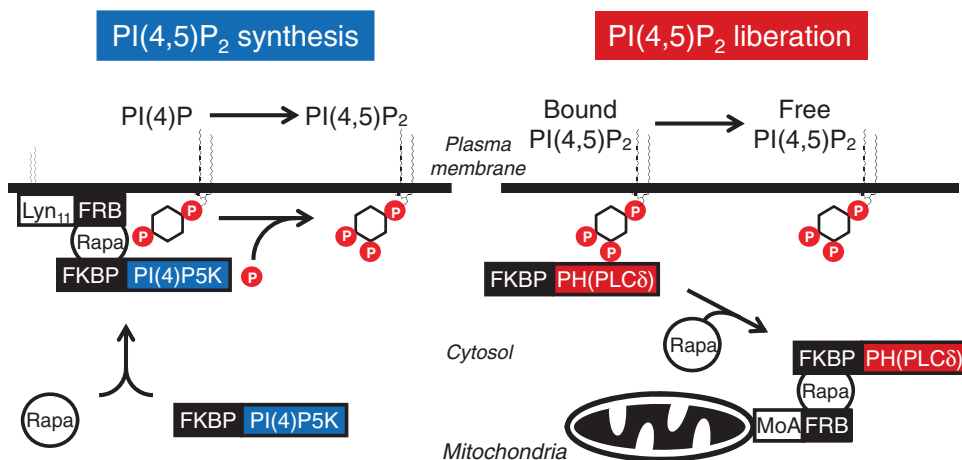 PI(4,5)P₂ synthesis
PI(4)P
PI(4,5)P₂
Lyn₁₁
FRB
Rapa
FKBP
PI(4)P5K
P
P
P
P
P
P
Rapa
FKBP
PI(4)P5K
PI(4,5)P₂ liberation
Plasma
membrane
Bound
PI(4,5)P₂
Free
PI(4,5)P₂
P
P
P
P
P
P
FKBP
PH(PLCδ)
Cytosol
Rapa
FKBP
PH(PLCδ)
Rapa
MoA
FRB
Mitochondria